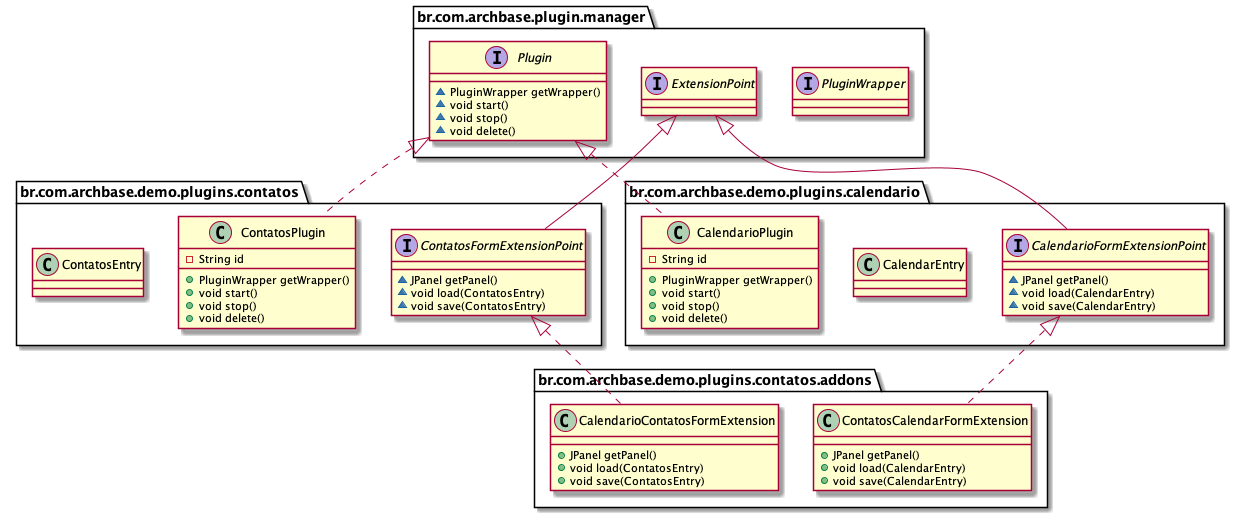 br.com.archbase.plugin.manager
I Plugin
PluginWrapper getWrapper()
void start()
void stop()
void delete()
I ExtensionPoint
I PluginWrapper
br.com.archbase.demo.plugins.contatos
C ContatosEntry
C ContatosPlugin
String id
PluginWrapper getWrapper()
void start()
void stop()
void delete()
I ContatosFormExtensionPoint
JPanel getPanel()
void load(ContatosEntry)
void save(ContatosEntry)
br.com.archbase.demo.plugins.calendario
C CalendarioPlugin
String id
PluginWrapper getWrapper()
void start()
void stop()
void delete()
C CalendarEntry
I CalendarioFormExtensionPoint
JPanel getPanel()
void load(CalendarEntry)
void save(CalendarEntry)
br.com.archbase.demo.plugins.contatos.addons
C CalendarioContatosFormExtension
JPanel getPanel()
void load(ContatosEntry)
void save(ContatosEntry)
C ContatosCalendarFormExtension
JPanel getPanel()
void load(CalendarEntry)
void save(CalendarEntry)